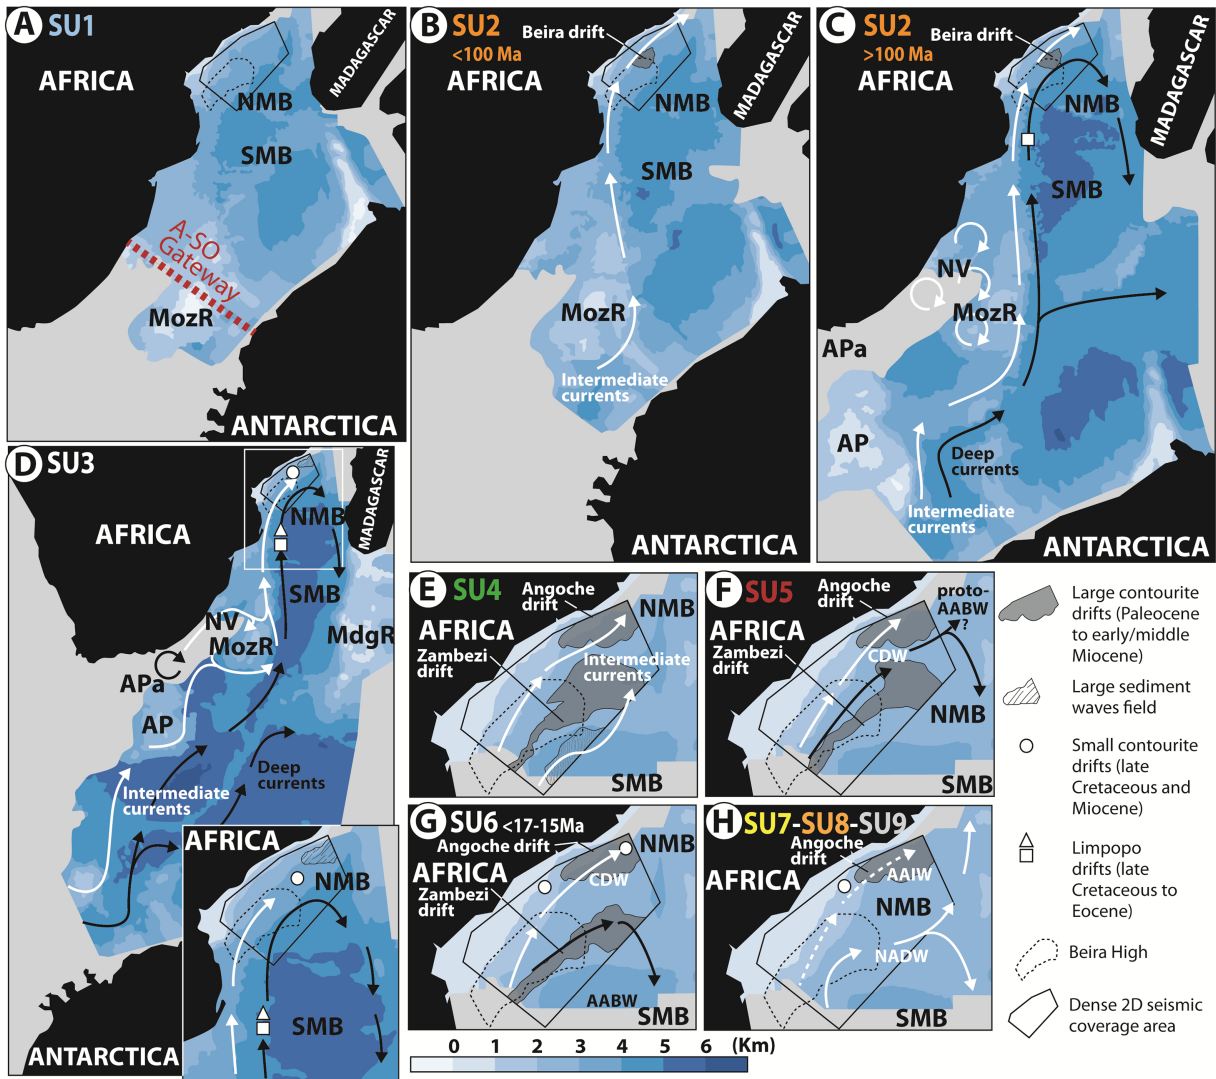 A SU1
AFRICA
MADAGASCAR
NMB
SMB
A-SO
Gateway
MozR
ANTARCTICA
B SU2
<100 Ma
Beira drift
AFRICA
MADAGASCAR
NMB
SMB
MozR
Intermediate
currents
ANTARCTICA
C SU2
>100 Ma
Beira drift
AFRICA
MADAGASCAR
NMB
SMB
NV
MozR
APa
AP
Deep
currents
Intermediate
currents
ANTARCTICA
D SU3
AFRICA
MADAGASCAR
NMB
SMB
NV
MozR
MdgR
APa
AP
Deep
currents
Intermediate
currents
AFRICA
NMB
SMB
ANTARCTICA
E SU4
Angoche
drift
NMB
AFRICA
Zambezi
drift
Intermediate
currents
SMB
F SU5
Angoche
drift
proto-
AABW
?
AFRICA
CDW
Zambezi
drift
NMB
SMB
G SU6 <17-15Ma
Angoche drift
NMB
AFRICA
CDW
Zambezi
drift
AABW
SMB
H SU7-SU8-SU9
Angoche
drift
AFRICA
AAIW
NMB
NADW
SMB
0 1 2 3 4 5 6 (Km)
Large contourite
drifts (Paleocene
to early/middle
Miocene)
Large sediment
waves field
Small contourite
drifts (late
Cretaceous and
Miocene)
Limpopo
drifts (late
Cretaceous to
Eocene)
Beira High
Dense 2D seismic
coverage area